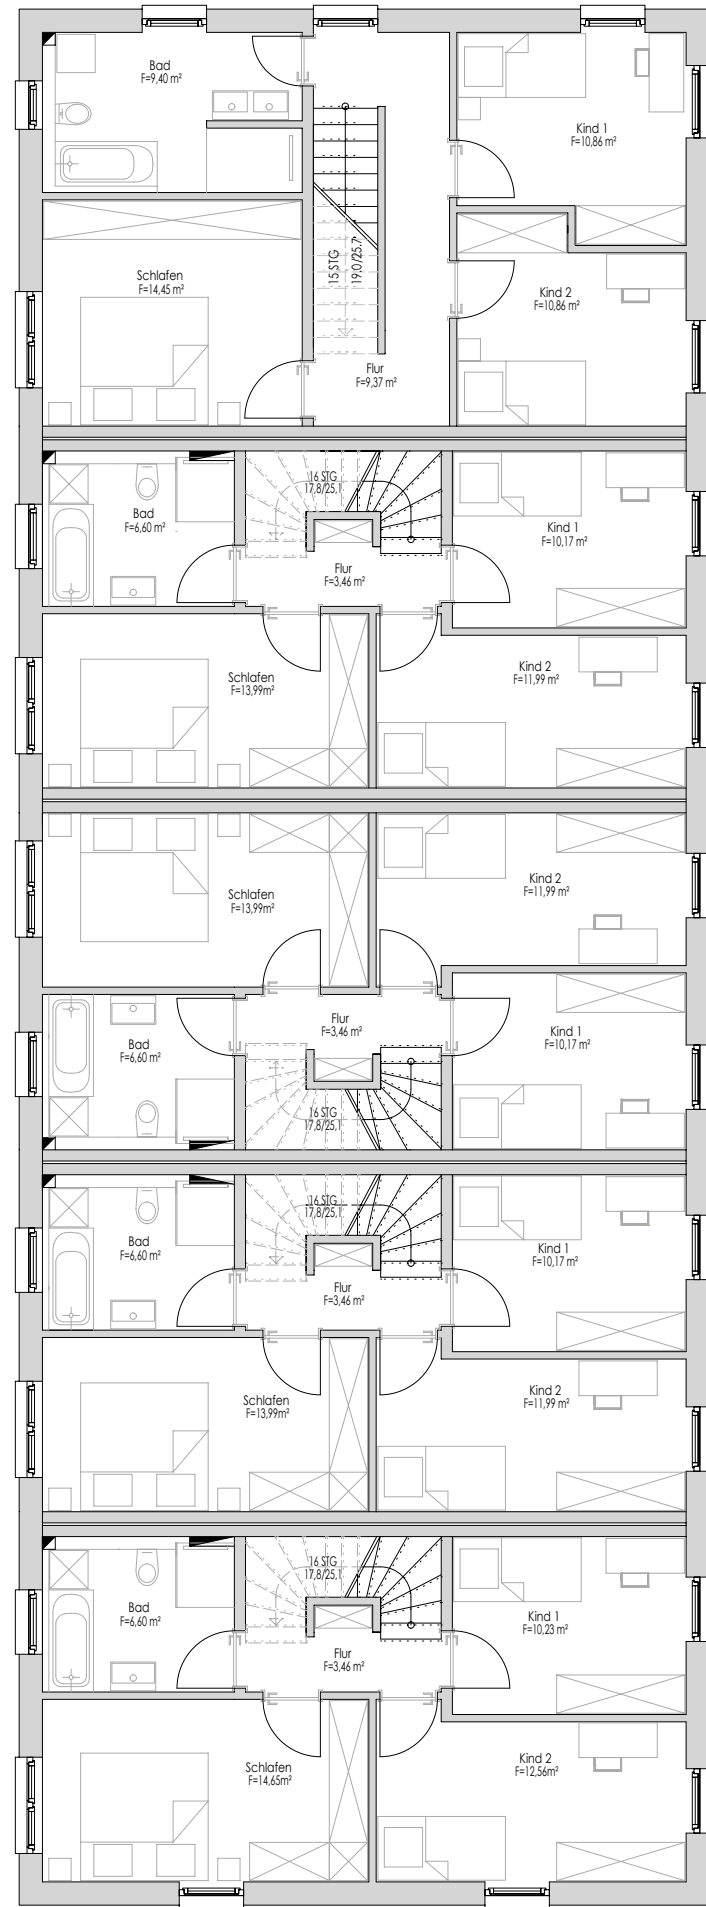 Bad
F=9,40 m²
Kind 1
F=10,86 m²
Schlafen
F=14,45 m²
15 STG
19.0/25.7
Kind 2
F=10,86 m²
Flur
F=9,37 m²
16 STG
17,8/25,1
Bad
F=6,60 m²
Kind 1
F=10,17 m²
Flur
F=3,46 m²
Schlafen
F=13,99m²
Kind 2
F=11,99 m²
Schlafen
F=13,99m²
Kind 2
F=11,99 m²
Flur
F=3,46 m²
Bad
F=6,60 m²
Kind 1
F=10,17 m²
16 STG
17,8/25,1
16 STG
17,8/25,1
Bad
F=6,60 m²
Kind 1
F=10,17 m²
Flur
F=3,46 m²
Schlafen
F=13,99m²
Kind 2
F=11,99 m²
16 STG
17,8/25,1
Bad
F=6,60 m²
Kind 1
F=10,23 m²
Flur
F=3,46 m²
Schlafen
F=14,65m²
Kind 2
F=12,56m²